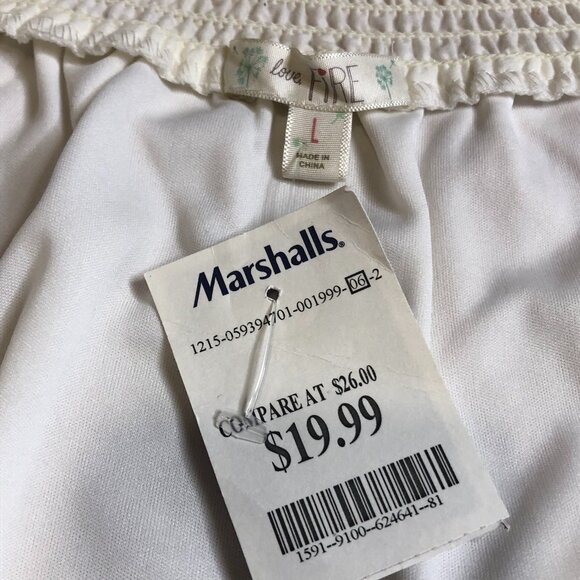 love, FIRE
L
MADE IN
CHINA
Marshalls®
1215-059394701-001999-06-2
COMPARE AT $26.00
$19.99
1591--9100--624641--81